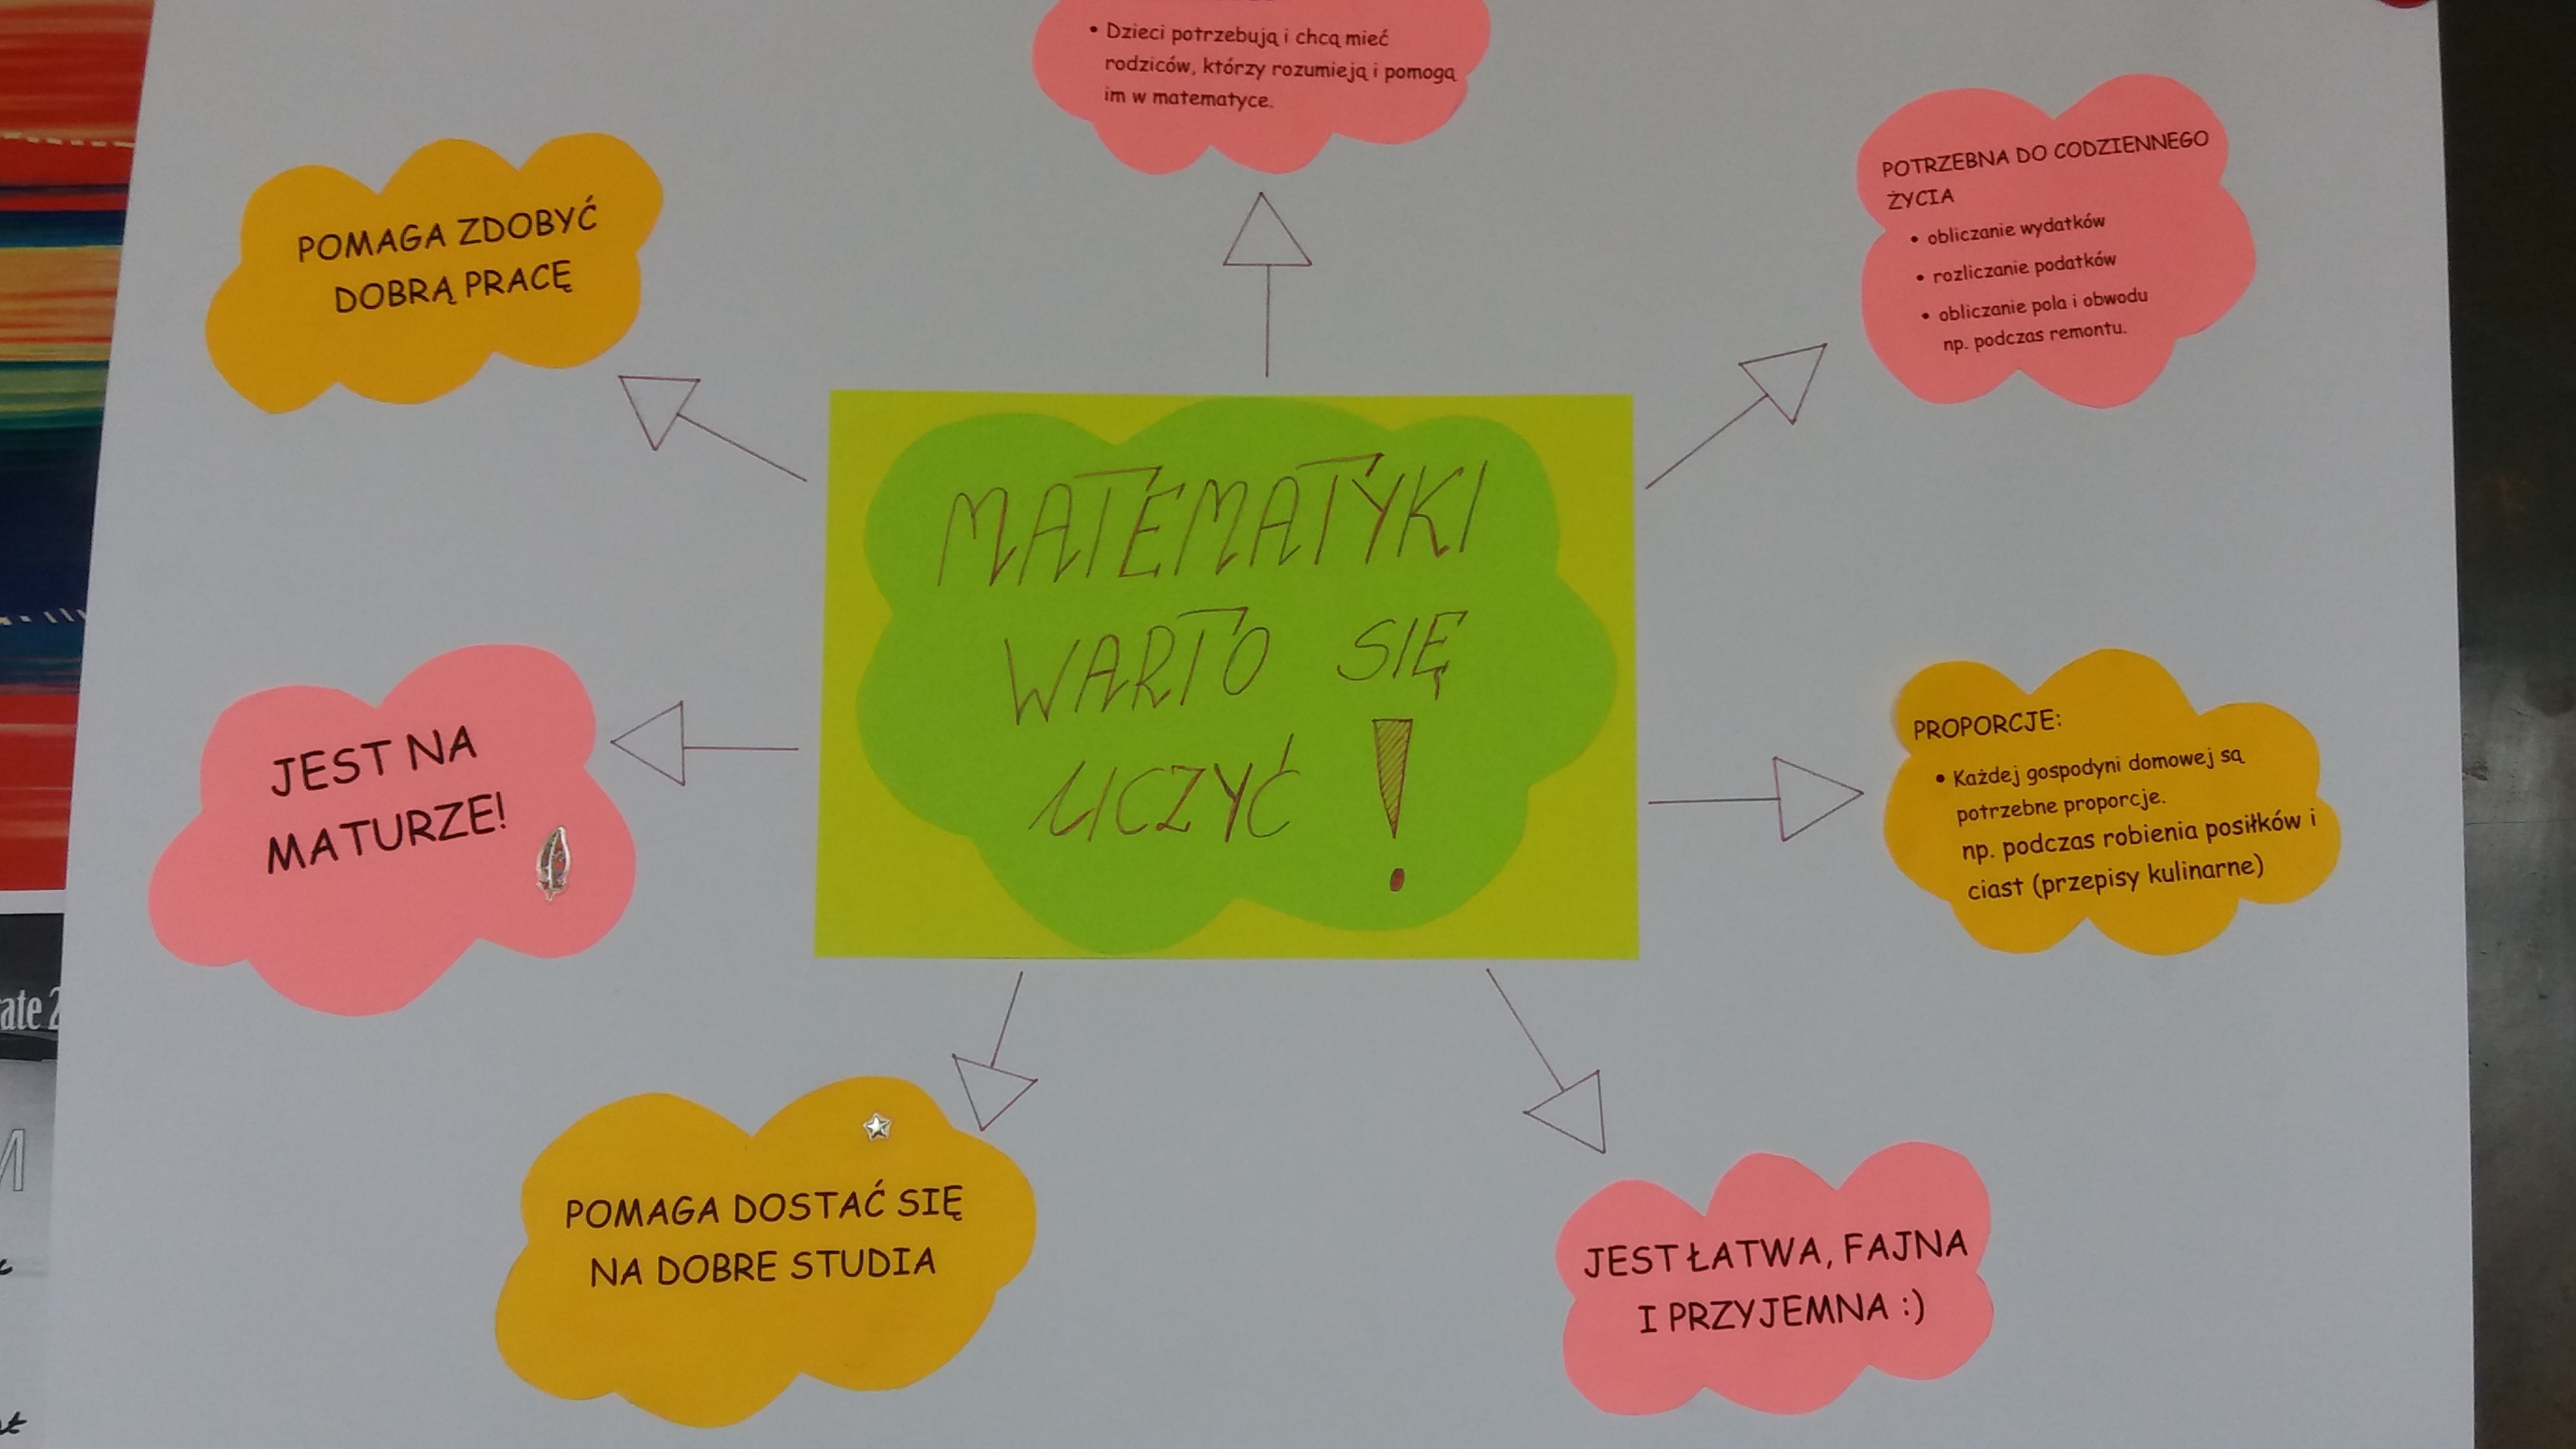 • Dzieci potrzebują i chcą mieć
rodziców, którzy rozumieją i pomogą
im w matematyce.
POMAGA ZDOBYĆ
DOBRĄ PRACĘ
POTRZEBNA DO CODZIENNEGO
ŻYCIA
• obliczanie wydatków
• rozliczanie podatków
• obliczanie pola i obwodu
np. podczas remontu.
MATEMATYKI
WARTO SIĘ
UCZYĆ !
JEST NA
MATURZE!
PROPORCJE:
• Każdej gospodyni domowej są
potrzebne proporcje.
np. podczas robienia posiłków i
ciast (przepisy kulinarne)
POMAGA DOSTAĆ SIĘ
NA DOBRE STUDIA
JEST ŁATWA, FAJNA
I PRZYJEMNA :)